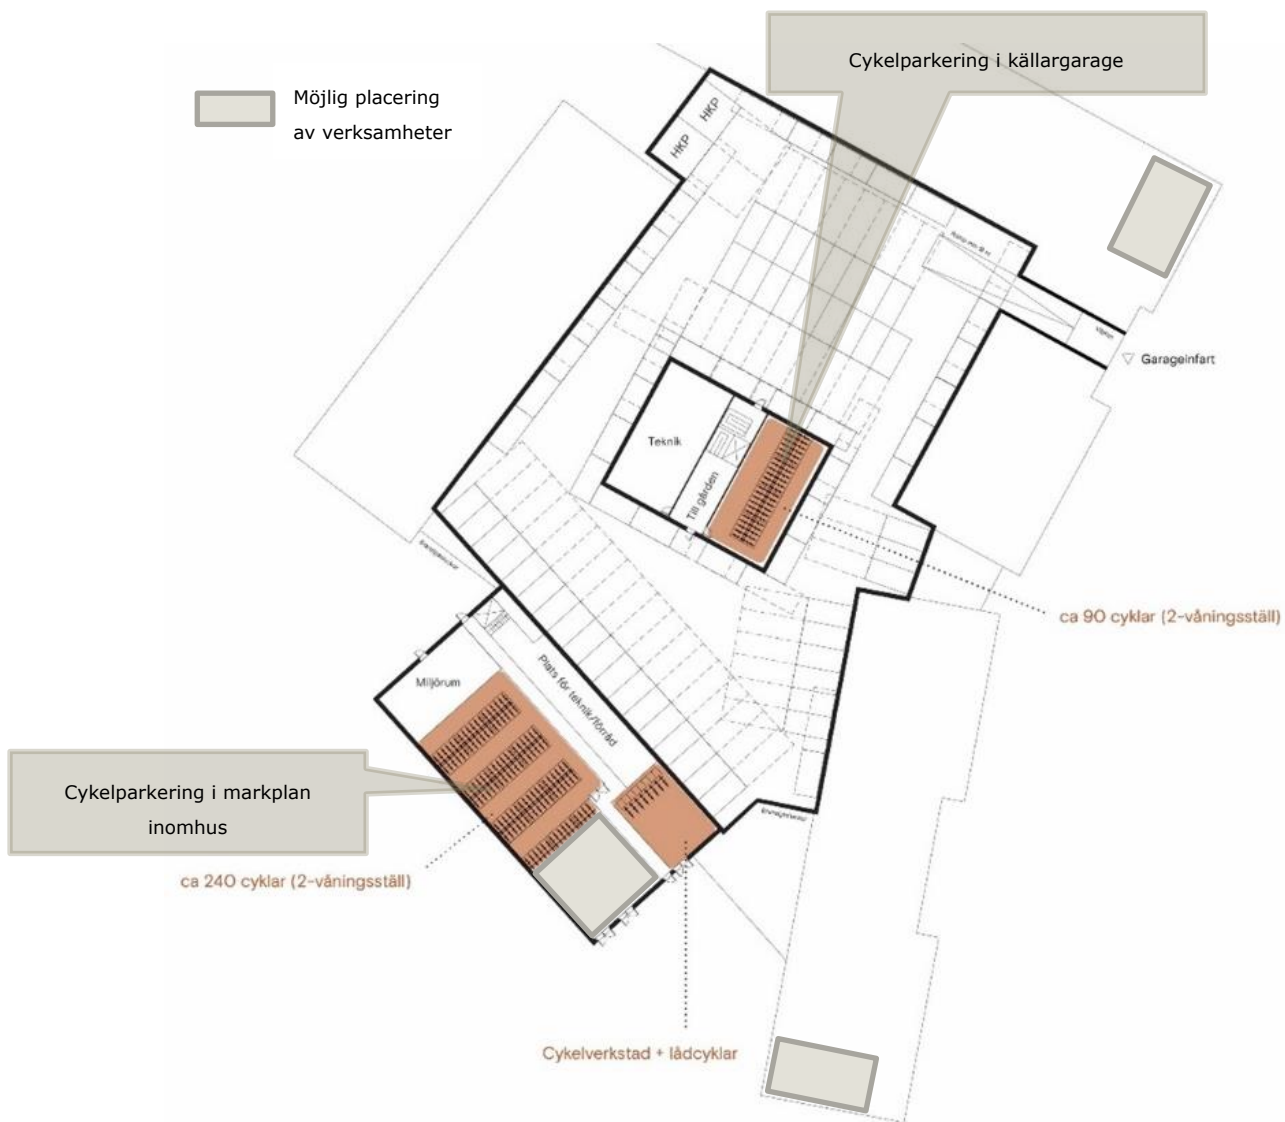 Cykelparkering i källargarage
Möjlig placering
av verksamheter
HKP
HKP
Garageinfart
Teknik
Till gården
ca 90 cyklar (2-våningsställ)
Miljörum
Plats för teknik/förråd
Cykelparkering i markplan
inomhus
ca 240 cyklar (2-våningsställ)
Cykelverkstad + lådcyklar